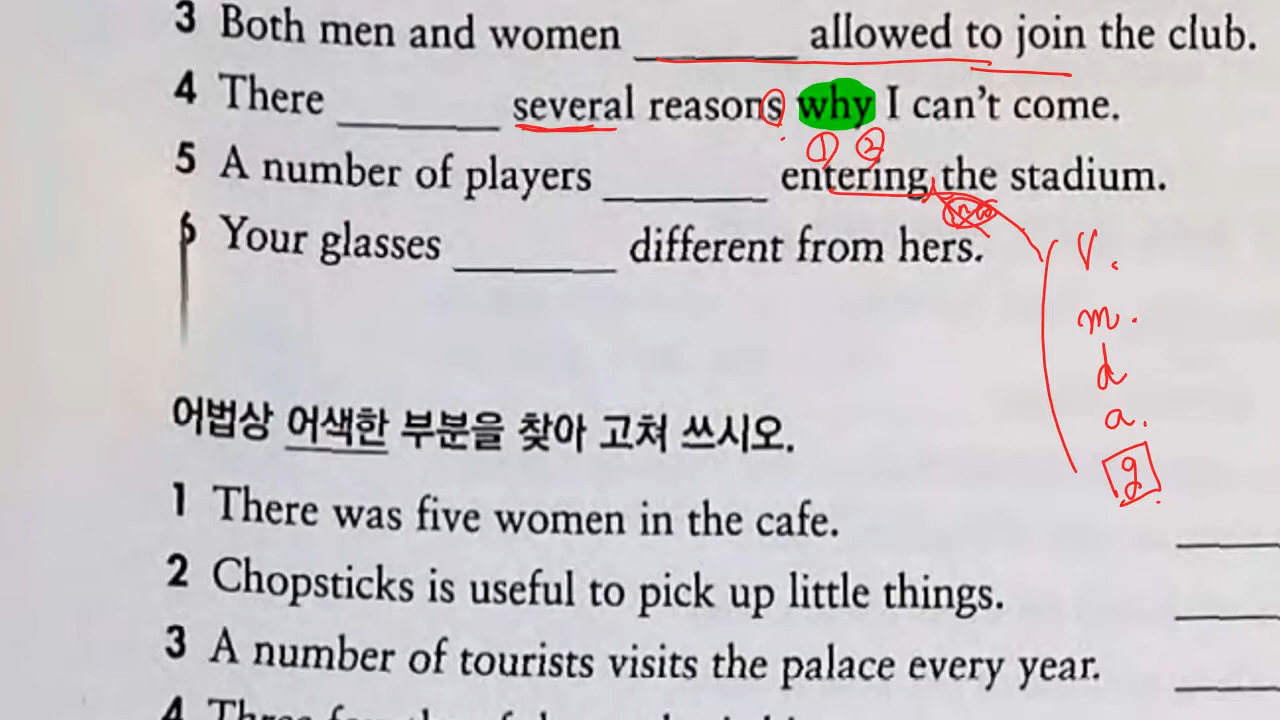 3 Both men and women ________ allowed to join the club.
4 There ________ several reasons why I can't come.
① ②
5 A number of players ________ entering the stadium.
6 Your glasses ________ different from hers.
v.
m.
d
a.
g
어법상 어색한 부분을 찾아 고쳐 쓰시오.
1 There was five women in the cafe.
2 Chopsticks is useful to pick up little things.
3 A number of tourists visits the palace every year.
4